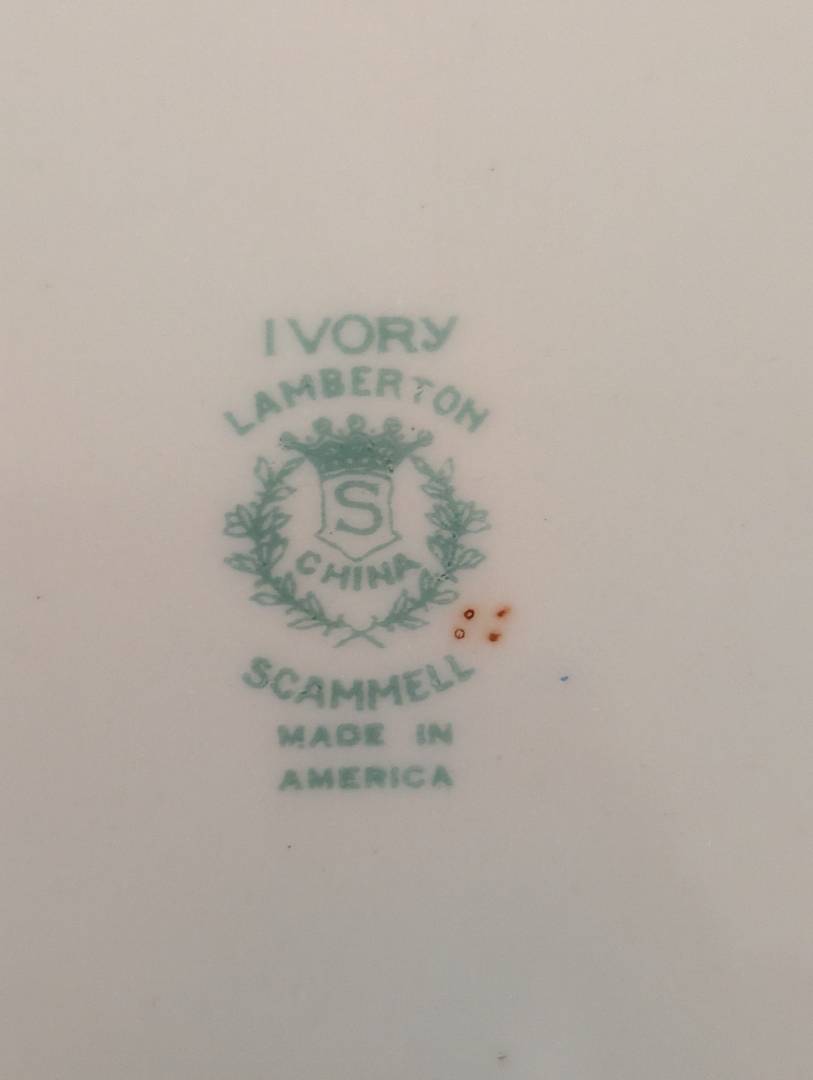 IVORY
LAMBERTON
S
CHINA
SCAMMELL
MADE IN
AMERICA